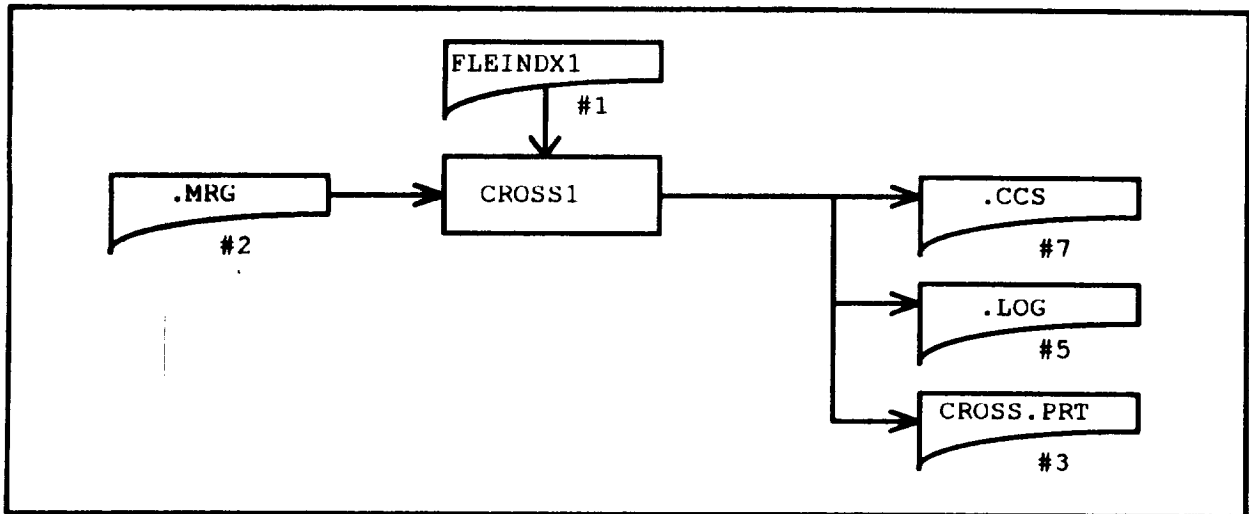 FLEINDX1
#1
.MRG
#2
CROSS1
.CCS
#7
.LOG
#5
CROSS.PRT
#3